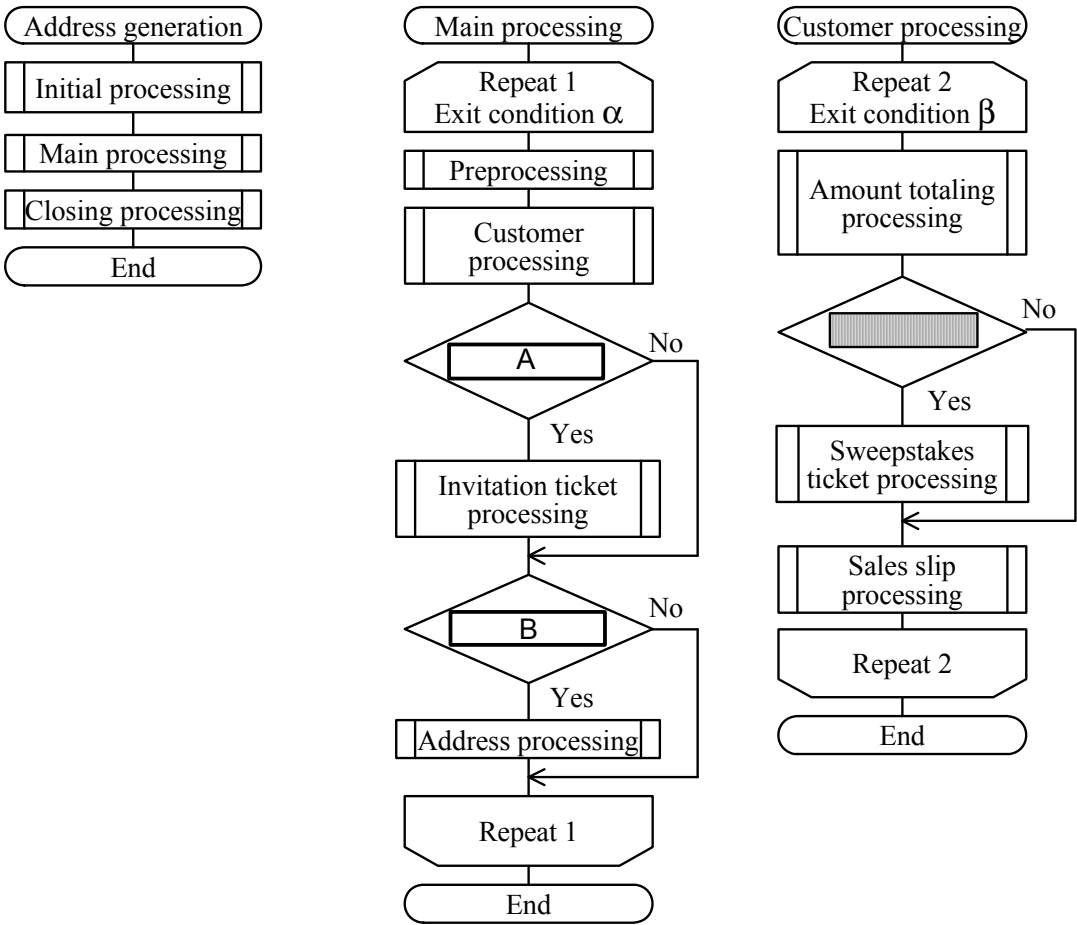 Address generation
Initial processing
Main processing
Closing processing
End
Main processing
Repeat 1
Exit condition α
Preprocessing
Customer
processing
A
No
Yes
Invitation ticket
processing
B
No
Yes
Address processing
Repeat 1
End
Customer processing
Repeat 2
Exit condition β
Amount totaling
processing
No
Yes
Sweepstakes
ticket processing
Sales slip
processing
Repeat 2
End